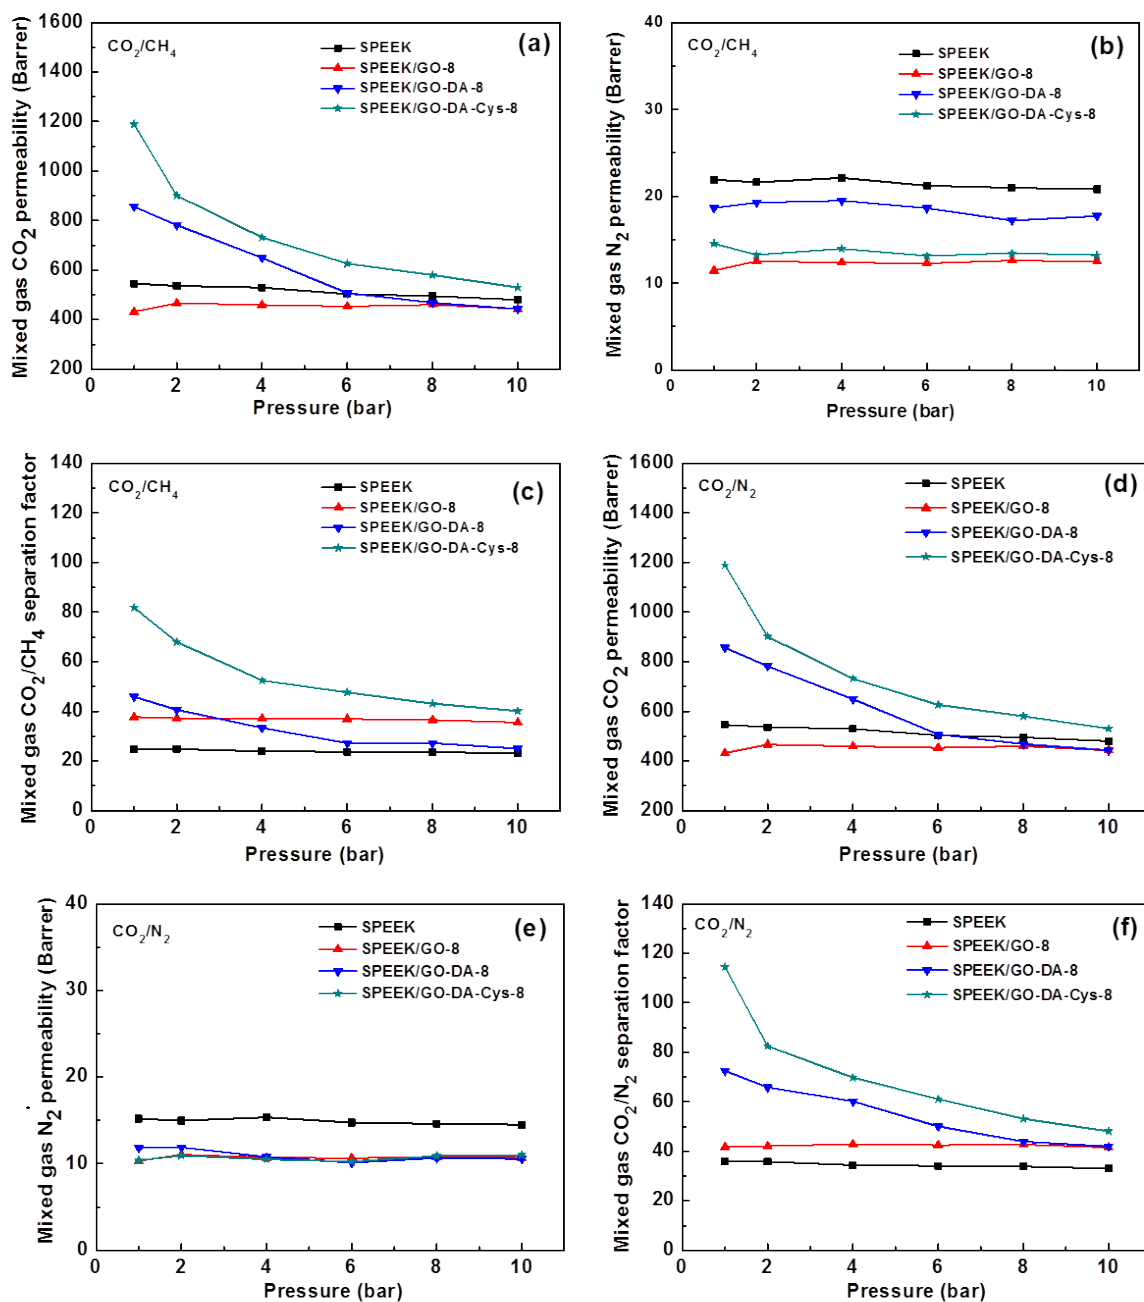 Mixed gas CO2 permeability (Barrer)
1600
1400
1200
1000
800
600
400
200
CO2/CH4
SPEEK
SPEEK/GO-8
SPEEK/GO-DA-8
SPEEK/GO-DA-Cys-8
(a)
0 2 4 6 8 10
Pressure (bar)
Mixed gas N2 permeability (Barrer)
40
30
20
10
0
CO2/CH4
SPEEK
SPEEK/GO-8
SPEEK/GO-DA-8
SPEEK/GO-DA-Cys-8
(b)
0 2 4 6 8 10
Pressure (bar)
Mixed gas CO2/CH4 separation factor
140
120
100
80
60
40
20
0
CO2/CH4
SPEEK
SPEEK/GO-8
SPEEK/GO-DA-8
SPEEK/GO-DA-Cys-8
(c)
0 2 4 6 8 10
Pressure (bar)
Mixed gas CO2 permeability (Barrer)
1600
1400
1200
1000
800
600
400
200
CO2/N2
SPEEK
SPEEK/GO-8
SPEEK/GO-DA-8
SPEEK/GO-DA-Cys-8
(d)
0 2 4 6 8 10
Pressure (bar)
Mixed gas N2 permeability (Barrer)
40
30
20
10
0
CO2/N2
SPEEK
SPEEK/GO-8
SPEEK/GO-DA-8
SPEEK/GO-DA-Cys-8
(e)
0 2 4 6 8 10
Pressure (bar)
Mixed gas CO2/N2 separation factor
140
120
100
80
60
40
20
0
CO2/N2
SPEEK
SPEEK/GO-8
SPEEK/GO-DA-8
SPEEK/GO-DA-Cys-8
(f)
0 2 4 6 8 10
Pressure (bar)